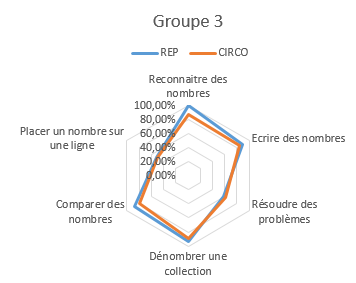 Groupe 3
REP
CIRCO
Reconnaitre des
nombres
100,00%
80,00%
60,00%
40,00%
20,00%
0,00%
Ecrire des nombres
Résoudre des
problèmes
Dénombrer une
collection
Comparer des
nombres
Placer un nombre sur
une ligne